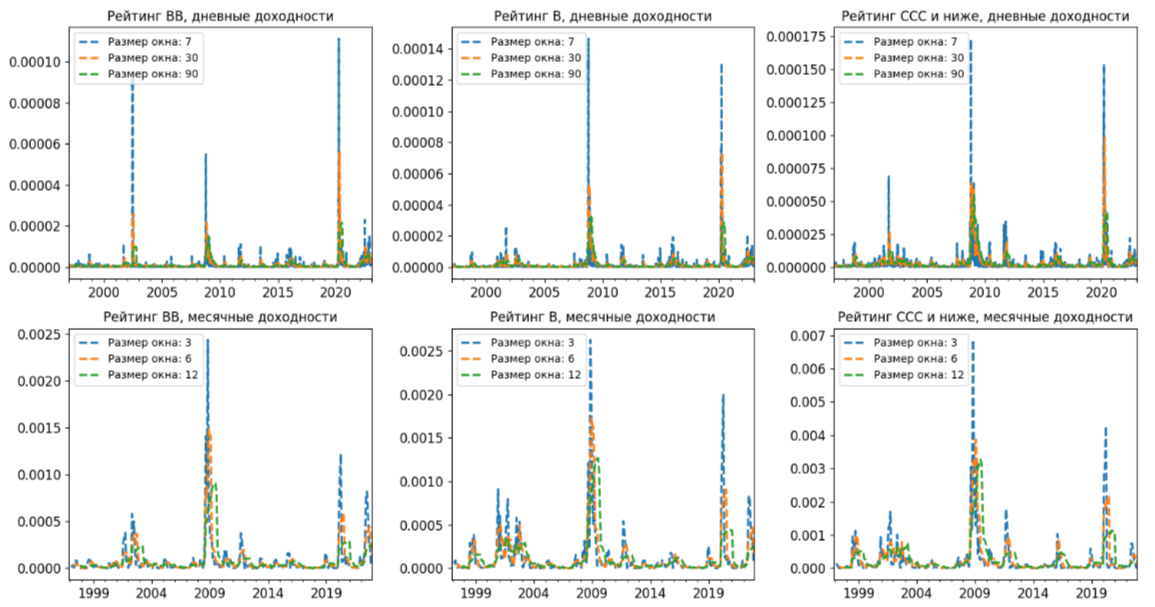 Рейтинг BB, дневные доходности
Размер окна: 7
Размер окна: 30
Размер окна: 90
0.00010
0.00008
0.00006
0.00004
0.00002
0.00000
2000 2005 2010 2015 2020
Рейтинг B, дневные доходности
Размер окна: 7
Размер окна: 30
Размер окна: 90
0.00014
0.00012
0.00010
0.00008
0.00006
0.00004
0.00002
0.00000
2000 2005 2010 2015 2020
Рейтинг CCC и ниже, дневные доходности
Размер окна: 7
Размер окна: 30
Размер окна: 90
0.000175
0.000150
0.000125
0.000100
0.000075
0.000050
0.000025
0.000000
2000 2005 2010 2015 2020
Рейтинг BB, месячные доходности
Размер окна: 3
Размер окна: 6
Размер окна: 12
0.0025
0.0020
0.0015
0.0010
0.0005
0.0000
1999 2004 2009 2014 2019
Рейтинг B, месячные доходности
Размер окна: 3
Размер окна: 6
Размер окна: 12
0.0025
0.0020
0.0015
0.0010
0.0005
0.0000
1999 2004 2009 2014 2019
Рейтинг CCC и ниже, месячные доходности
Размер окна: 3
Размер окна: 6
Размер окна: 12
0.007
0.006
0.005
0.004
0.003
0.002
0.001
0.000
1999 2004 2009 2014 2019